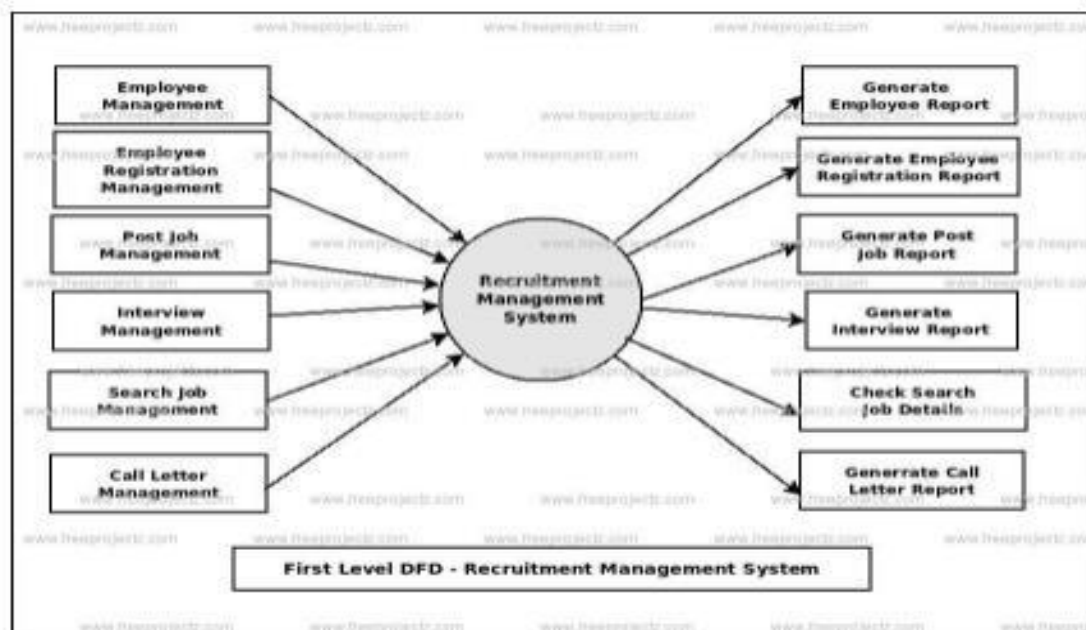 Employee
Management
Employee
Registration
Management
Post Job
Management
Interview
Management
Search Job
Managoment
Call Letter
Management
Recruitment
Management
System
Generate
Employee Report
Generate Employee
Registration Report
Generate Post
Job Report
Generate
Interview Report
Check Search
Job Details
Generrate Call
Letter Report
First Level DFD - Recruitment Management System